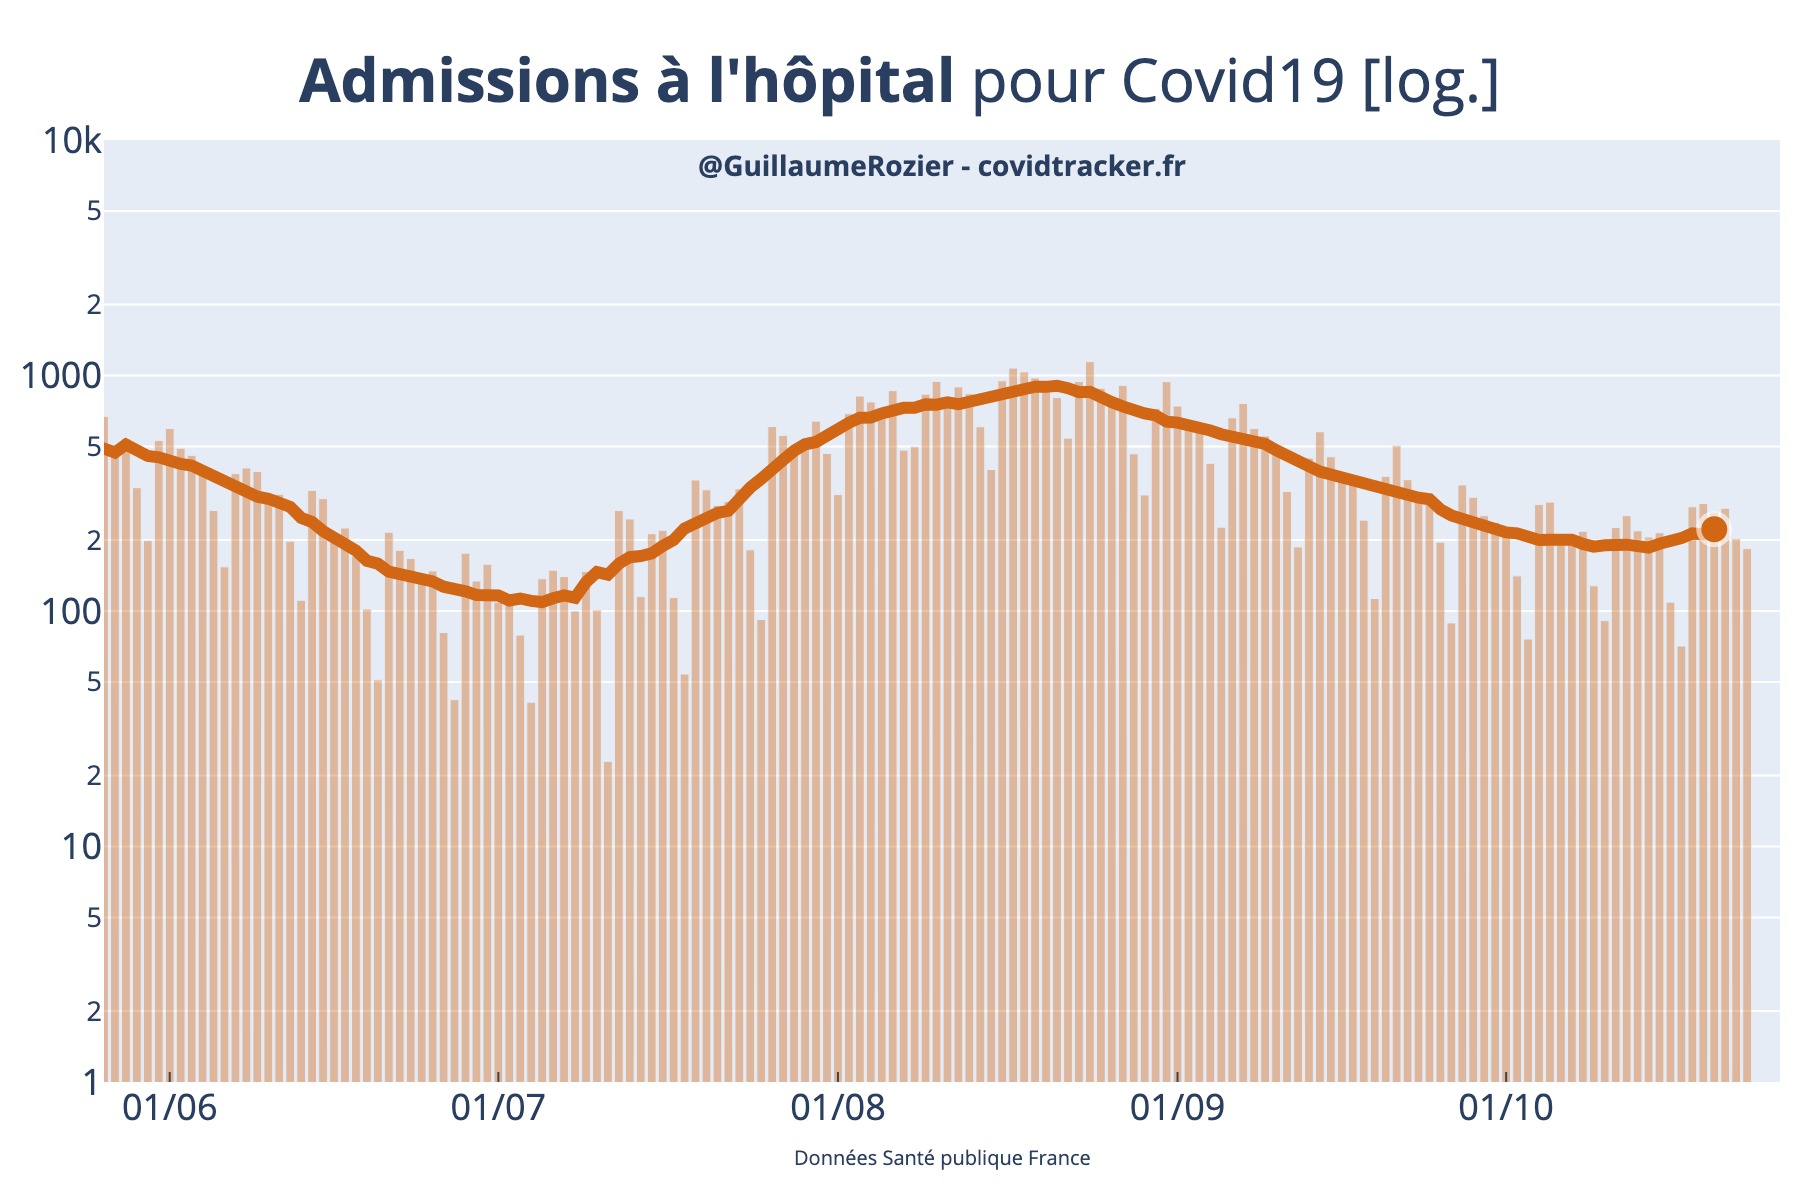 Admissions à l'hôpital pour Covid19 [log.]
@GuillaumeRozier - covidtracker.fr
10k
5
2
1000
5
2
100
5
2
10
5
2
1
01/06 01/07 01/08 01/09 01/10
Données Santé publique France